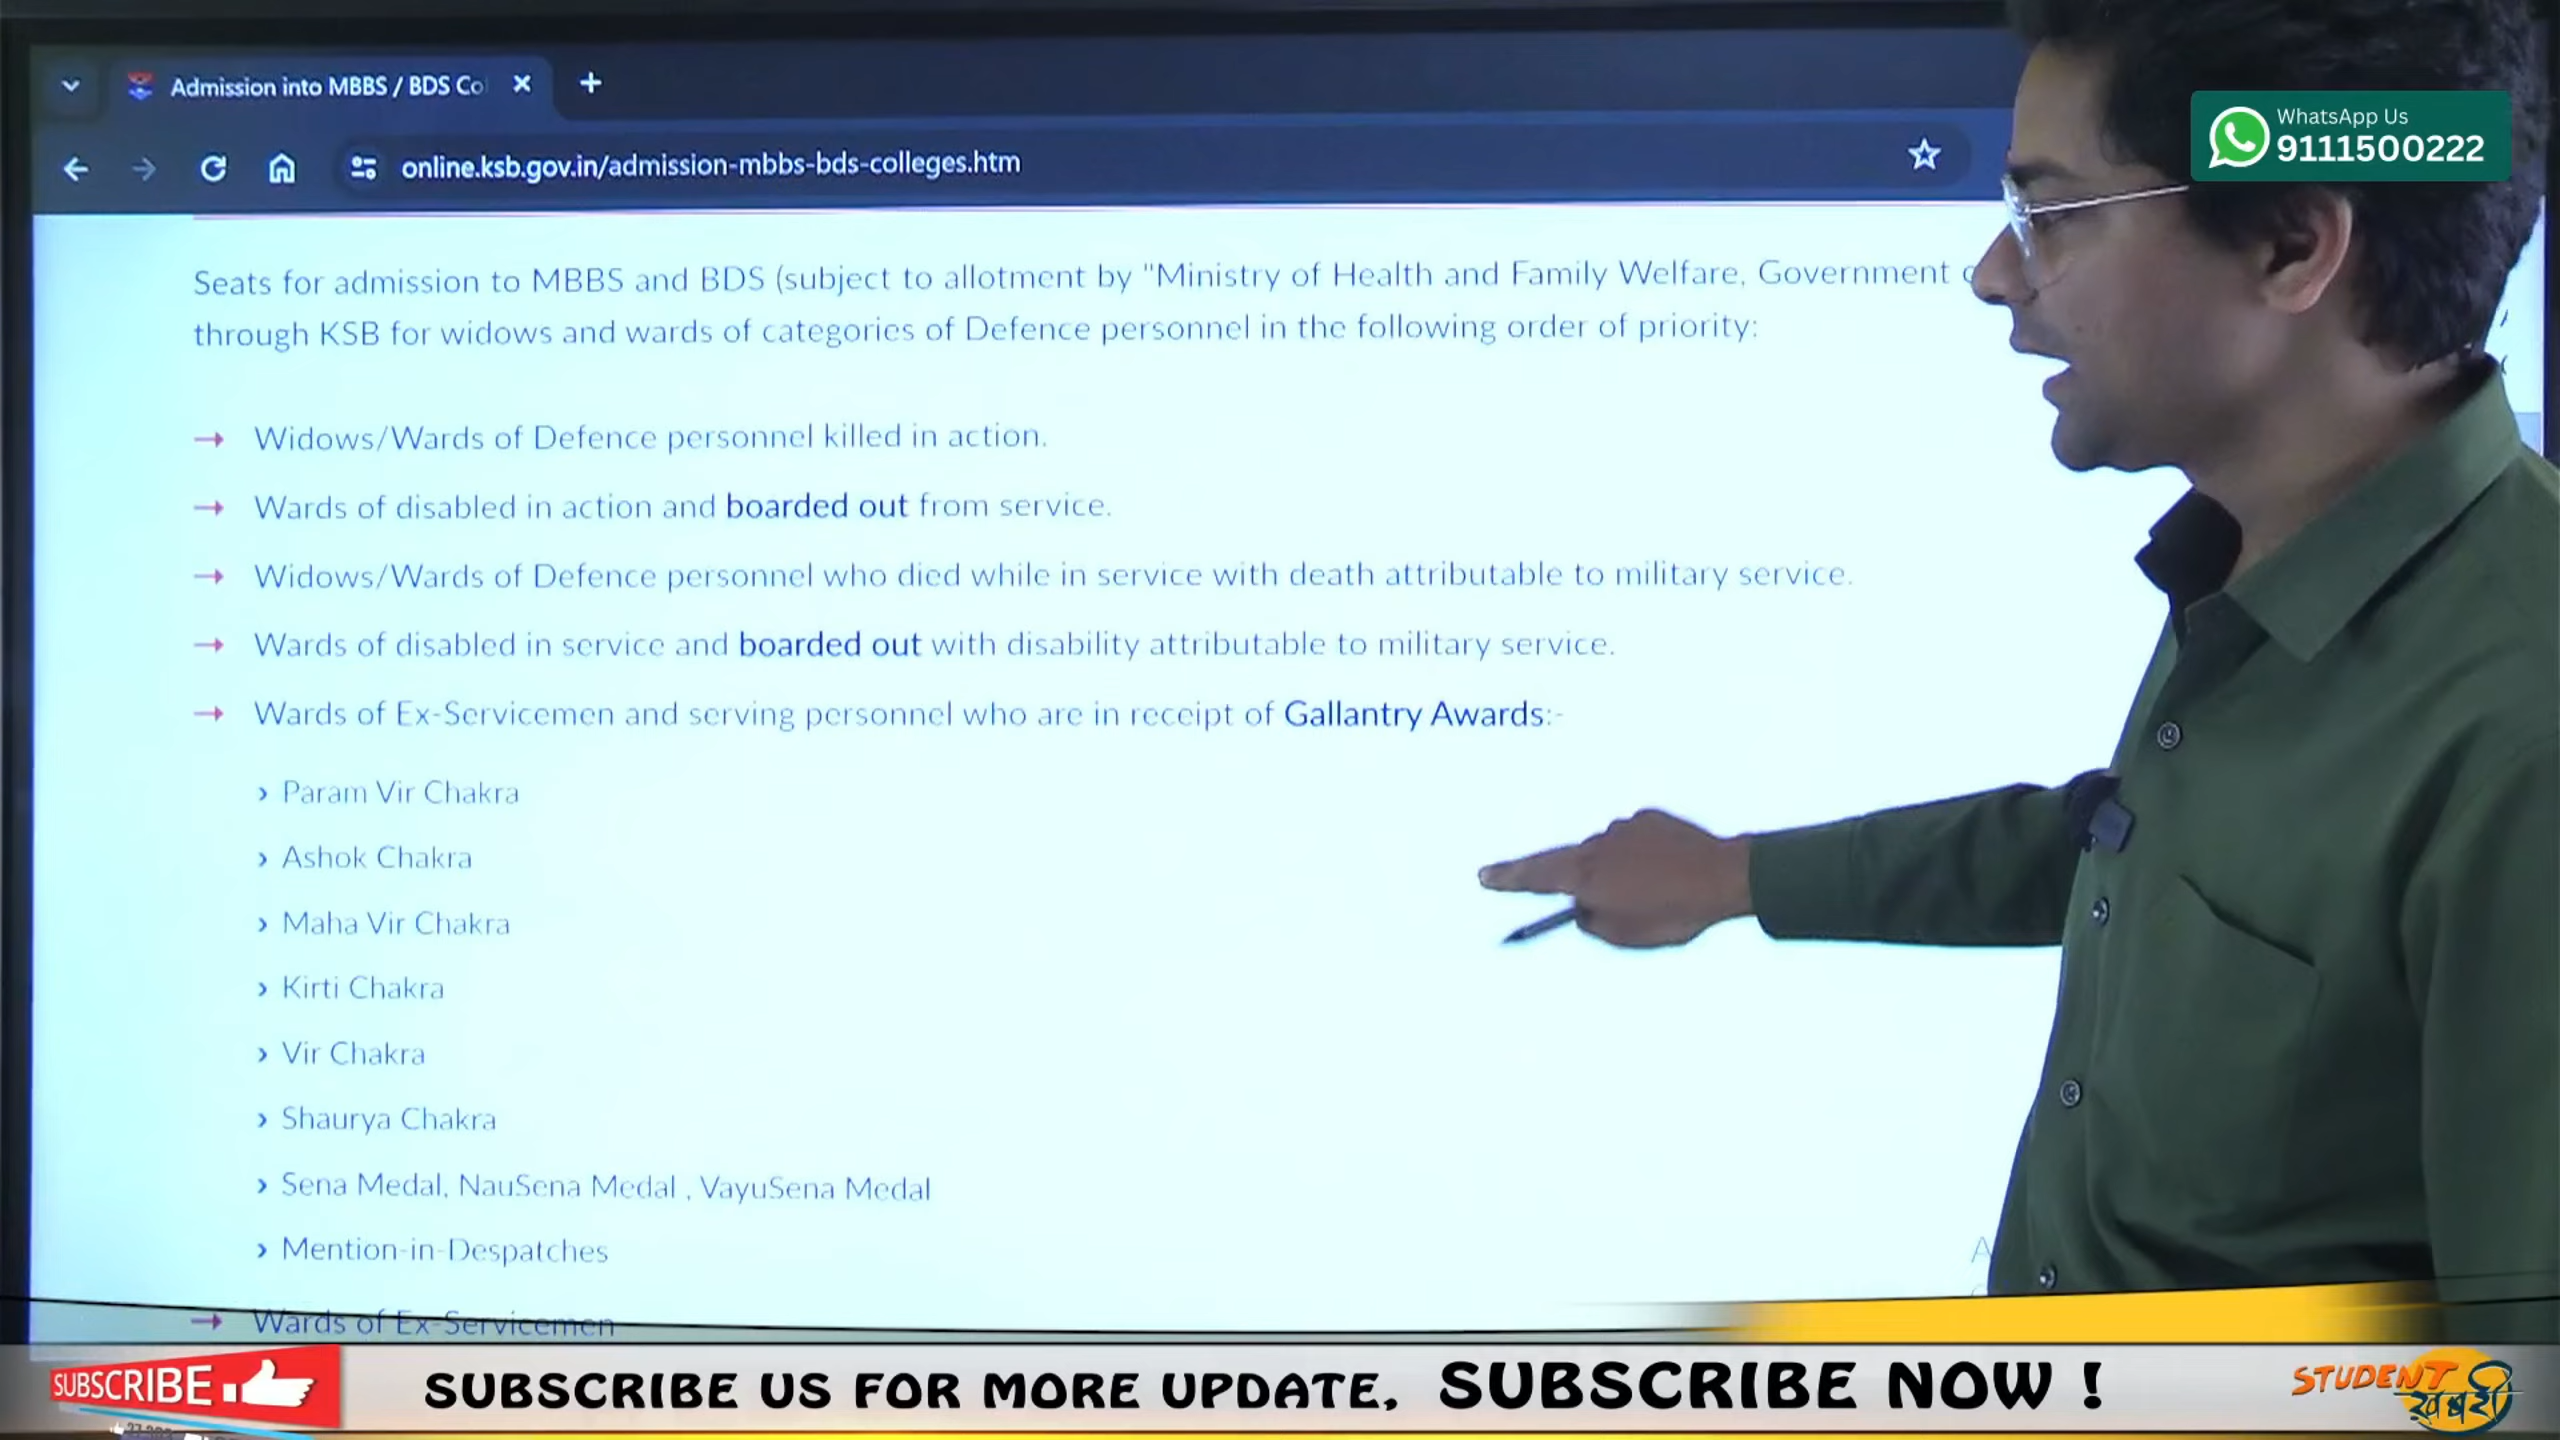 Admission into MBBS / BDS Co
WhatsApp Us
9111500222
online.ksb.gov.in/admission-mbbs-bds-colleges.htm
Seats for admission to MBBS and BDS (subject to allotment by "Ministry of Health and Family Welfare, Government
through KSB for widows and wards of categories of Defence personnel in the following order of priority:
→ Widows/Wards of Defence personnel killed in action.
→ Wards of disabled in action and boarded out from service.
→ Widows/Wards of Defence personnel who died while in service with death attributable to military service.
→ Wards of disabled in service and boarded out with disability attributable to military service.
→ Wards of Ex-Servicemen and serving personnel who are in receipt of Gallantry Awards:-
› Param Vir Chakra
› Ashok Chakra
› Maha Vir Chakra
› Kirti Chakra
› Vir Chakra
› Shaurya Chakra
› Sena Medal, NauSena Medal , VayuSena Medal
› Mention-in-Despatches
→ Wards of Ex-Servicemen
SUBSCRIBE
SUBSCRIBE US FOR MORE UPDATE, SUBSCRIBE NOW !
STUDENT
ख़बरी